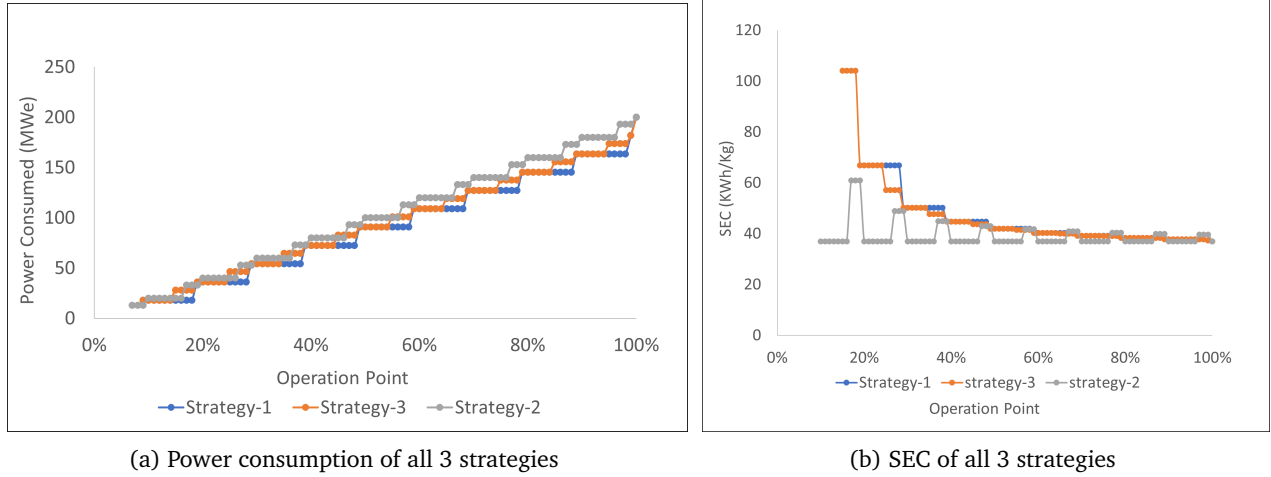 250
200
150
100
50
0
Power Consumed (MWe)
0% 20% 40% 60% 80% 100%
Operation Point
Strategy-1 Strategy-3 Strategy-2
(a) Power consumption of all 3 strategies
120
100
80
60
40
20
0
SEC (KWh/Kg)
0% 20% 40% 60% 80% 100%
Strategy-1 strategy-3 strategy-2
Operation Point
(b) SEC of all 3 strategies